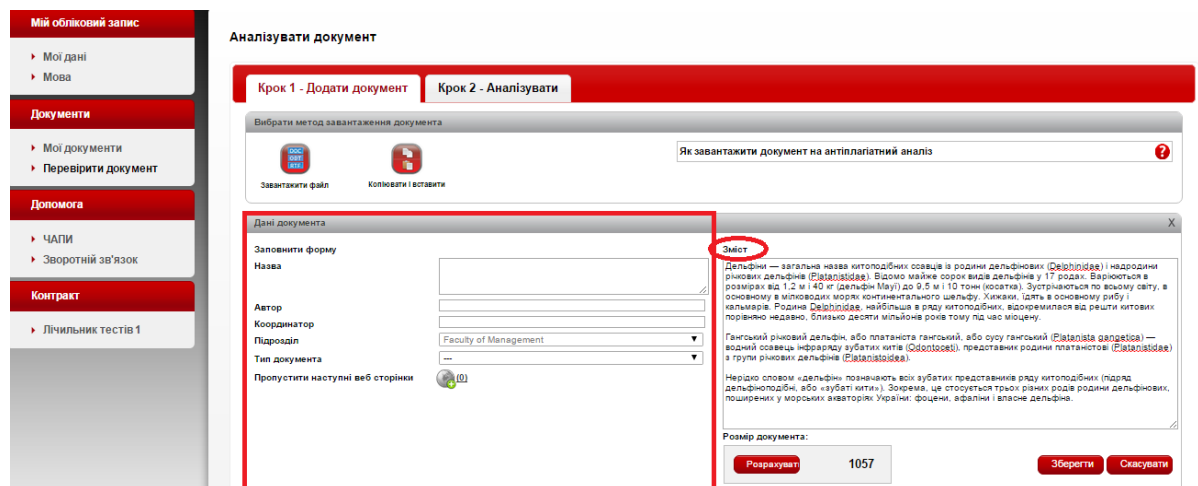 Мій обліковий запис
Мої дані
Мова
Документи
Мої документи
Перевірити документ
Допомога
ЧАПИ
Зворотній зв'язок
Контракт
Лічильник тестів 1
Аналізувати документ
Крок 1 - Додати документ
Крок 2 - Аналізувати
Вибрати метод завантаження документа
DOC
ODT
RTF
Завантажити файл
Копіювати і вставити
Як завантажити документ на антіплагіатний аналіз
?
Дані документа
X
Заповнити форму
Назва
Автор
Координатор
Підрозділ
Faculty of Management
Тип документа
---
Пропустити наступні веб сторінки
(0)
Зміст
Дельфіни — загальна назва китоподібних ссавців із родини дельфінових (Delphinidae) і надродини
річкових дельфінів (Platanistidae). Відомо майже сорок видів дельфінів у 17 родах. Варіюються в
розмірах від 1,2 м і 40 кг (дельфін Мауї) до 9,5 м і 10 тонн (косатка). Зустрічаються по всьому світу, в
основному в мілководих морях континентального шельфу. Хижаки, їдять в основному рибу і
кальмарів. Родина Delphinidae, найбільша в ряду китоподібних, відокремилася від решти китових
порівняно недавно, близько десяти мільйонів років тому під час міоцену.
Гангський річковий дельфін, або платаніста гангський, або сусу гангський (Platanista gangetica) —
водний ссавець інфраряду зубатих китів (Odontoceti), представник родини платаністові (Platanistidae)
з групи річкових дельфінів (Platanistoidea).
Нерідко словом «дельфін» позначають всіх зубатих представників ряду китоподібних (підряд
дельфіноподібні, або «зубаті кити»). Зокрема, це стосується трьох різних родів родини дельфінових,
поширених у морських акваторіях України: фоцени, афаліни і власне дельфіна.
Розмір документа:
Розрахуват
1057
Зберегти
Скасувати